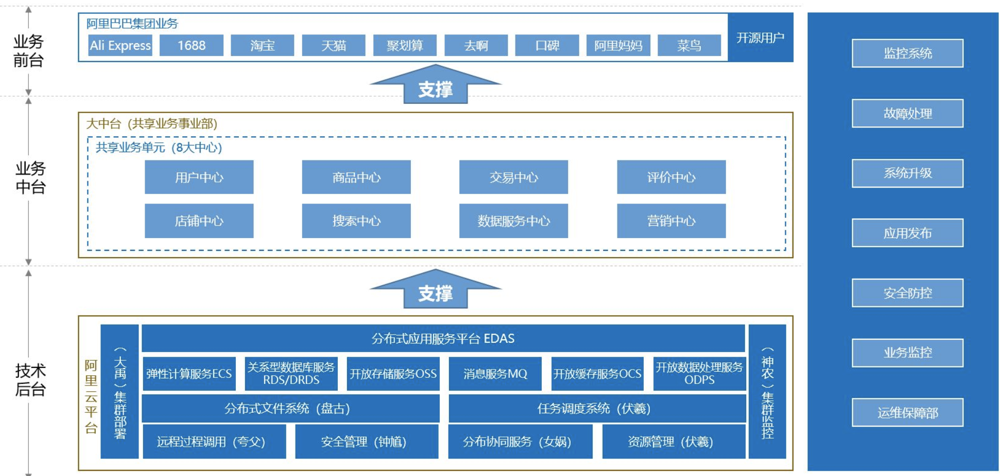 业务
前台
阿里巴巴集团业务
Ali Express
1688
淘宝
天猫
聚划算
去啊
口碑
阿里妈妈
菜鸟
开源用户
支撑
业务
中台
大中台（共享业务事业部）
共享业务单元（8大中心）
用户中心
商品中心
交易中心
评价中心
店铺中心
搜索中心
数据服务中心
营销中心
支撑
技术
后台
阿里云平台
（大禹）集群部署
分布式应用服务平台 EDAS
弹性计算服务ECS
关系型数据库服务
RDS/DRDS
开放存储服务OSS
消息服务MQ
开放缓存服务OCS
开放数据处理服务
ODPS
分布式文件系统（盘古）
任务调度系统（伏羲）
远程过程调用（夸父）
安全管理（钟馗）
分布协同服务（女娲）
资源管理（伏羲）
（神农）集群监控
监控系统
故障处理
系统升级
应用发布
安全防控
业务监控
运维保障部